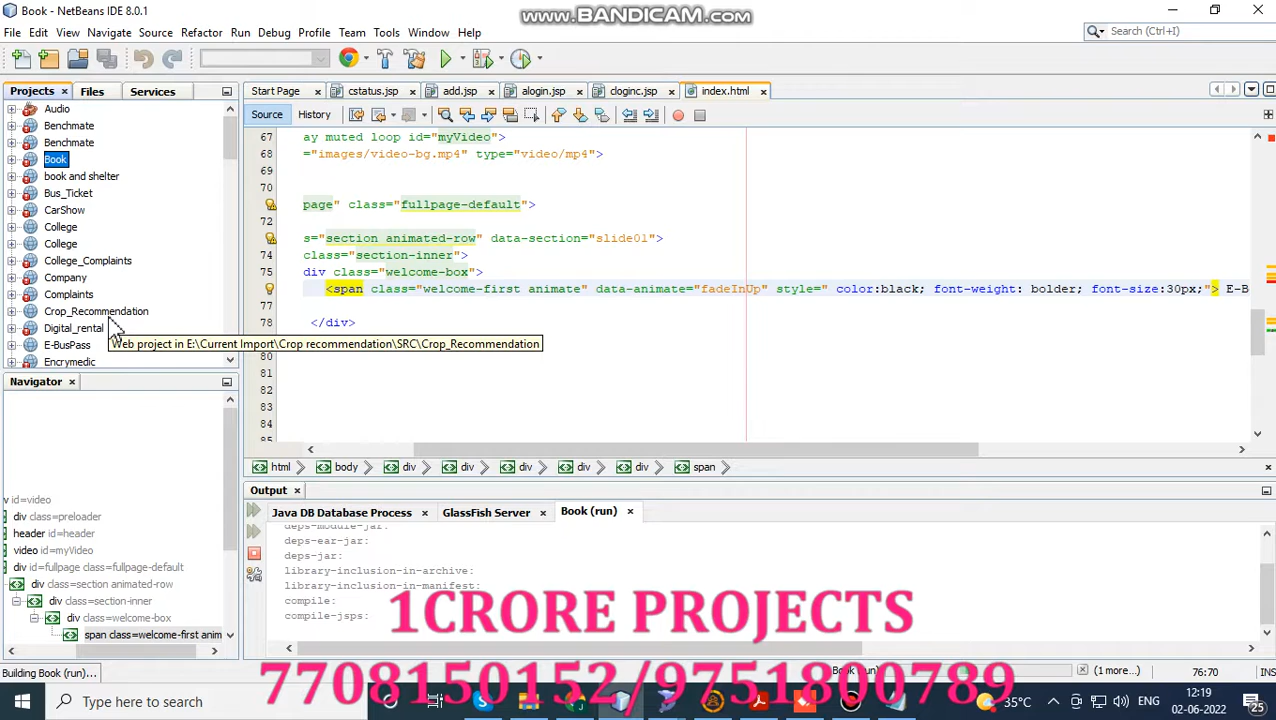 Book - NetBeans IDE 8.0.1
www.BANDICAM.com
File Edit View Navigate Source Refactor Run Debug Profile Team Tools Window Help
Search (Ctrl+I)
Projects Files Services
Start Page cstatus.jsp add.jsp alogin.jsp cloginc.jsp index.html
Source History
Audio
Benchmate
Benchmate
Book
book and shelter
Bus_Ticket
CarShow
College
College
College_Complaints
Company
Complaints
Crop_Recommendation
Digital_rental
E-BusPass
Encrymedic
Web project in E:\Current Import\Crop recommendation\SRC\Crop_Recommendation
67 ay muted loop id="myVideo">
68 ="images/video-bg.mp4" type="video/mp4">
69
70
page" class="fullpage-default">
72
s="section animated-row" data-section="slide01">
74 class="section-inner">
75 div class="welcome-box">
<span class="welcome-first animate" data-animate="fadeInUp" style=" color:black; font-weight: bolder; font-size:30px;"> E-B
77
78 </div>
80
81
82
83
84
85
html body div div div div div span
Navigator
v id=video
div class=preloader
header id=header
video id=myVideo
div id=fullpage class=fullpage-default
div class=section animated-row
div class=section-inner
div class=welcome-box
span class=welcome-first anim
Output
Java DB Database Process GlassFish Server Book (run)
deps-module-jar:
deps-ear-jar:
deps-jar:
library-inclusion-in-archive:
library-inclusion-in-manifest:
compile:
compile-jsps:
1CRORE PROJECTS
7708150152/9751800789
Building Book (run)...
Book (run)
(1 more...)
76:70
INS
Type here to search
35°C
ENG
12:19
02-06-2022
25